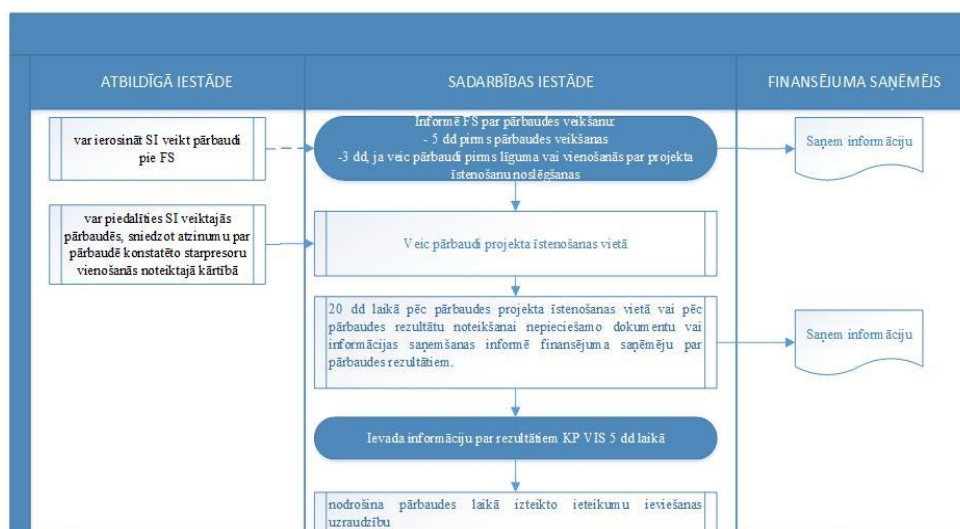 ATBILDĪGĀ IESTĀDE
SADARBĪBAS IESTĀDE
FINANSĒJUMA SAŅĒMĒJS
var ierosināt SI veikt pārbaudi
pie FS
Informē FS par pārbaudes veikšanu:
- 5 dd pirms pārbaudes veikšanas
-3 dd, ja veic pārbaudi pirms līguma vai vienošanās par projekta
īstenošanu noslēgšanas
Saņem informāciju
var piedalīties SI veiktajās
pārbaudēs, sniedzot atzinumu par
pārbaudē konstatēto starpresoru
vienošanās noteiktajā kārtībā
Veic pārbaudi projekta īstenošanas vietā
20 dd laikā pēc pārbaudes projekta īstenošanas vietā vai pēc
pārbaudes rezultātu noteikšanai nepieciešamo dokumentu vai
informācijas saņemšanas informē finansējuma saņēmēju par
pārbaudes rezultātiem.
Saņem informāciju
Ievada informāciju par rezultātiem KP VIS 5 dd laikā
nodrošina pārbaudes laikā izteikto ieteikumu ieviešanas
uzraudzību